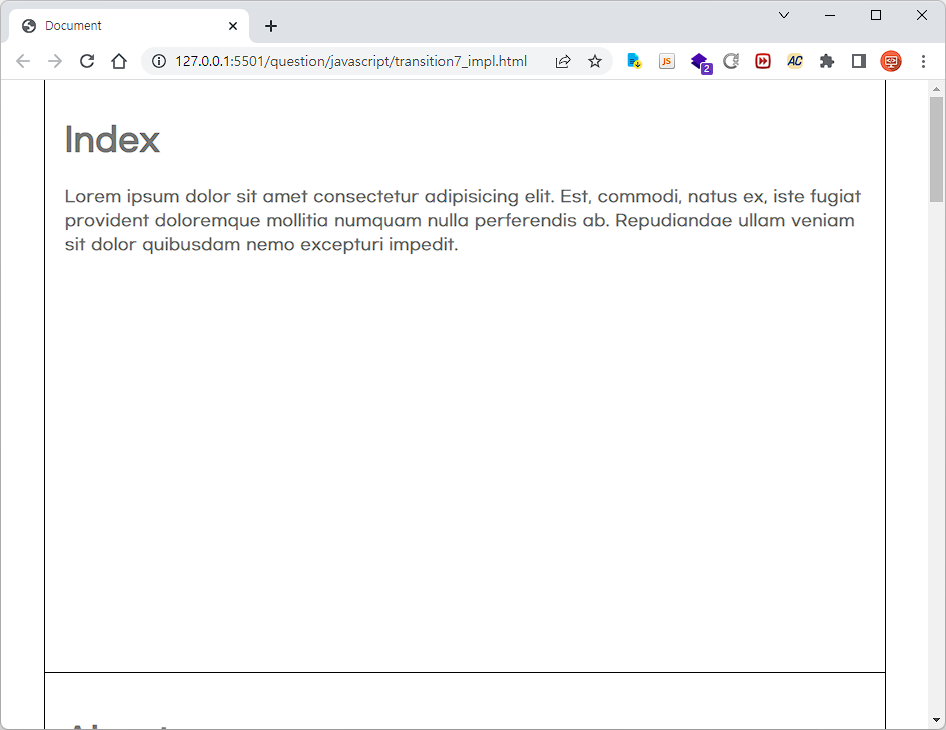 Document
127.0.0.1:5501/question/javascript/transition7_impl.html
JS
2
AC
Index
Lorem ipsum dolor sit amet consectetur adipisicing elit. Est, commodi, natus ex, iste fugiat
provident doloremque mollitia numquam nulla perferendis ab. Repudiandae ullam veniam
sit dolor quibusdam nemo excepturi impedit.